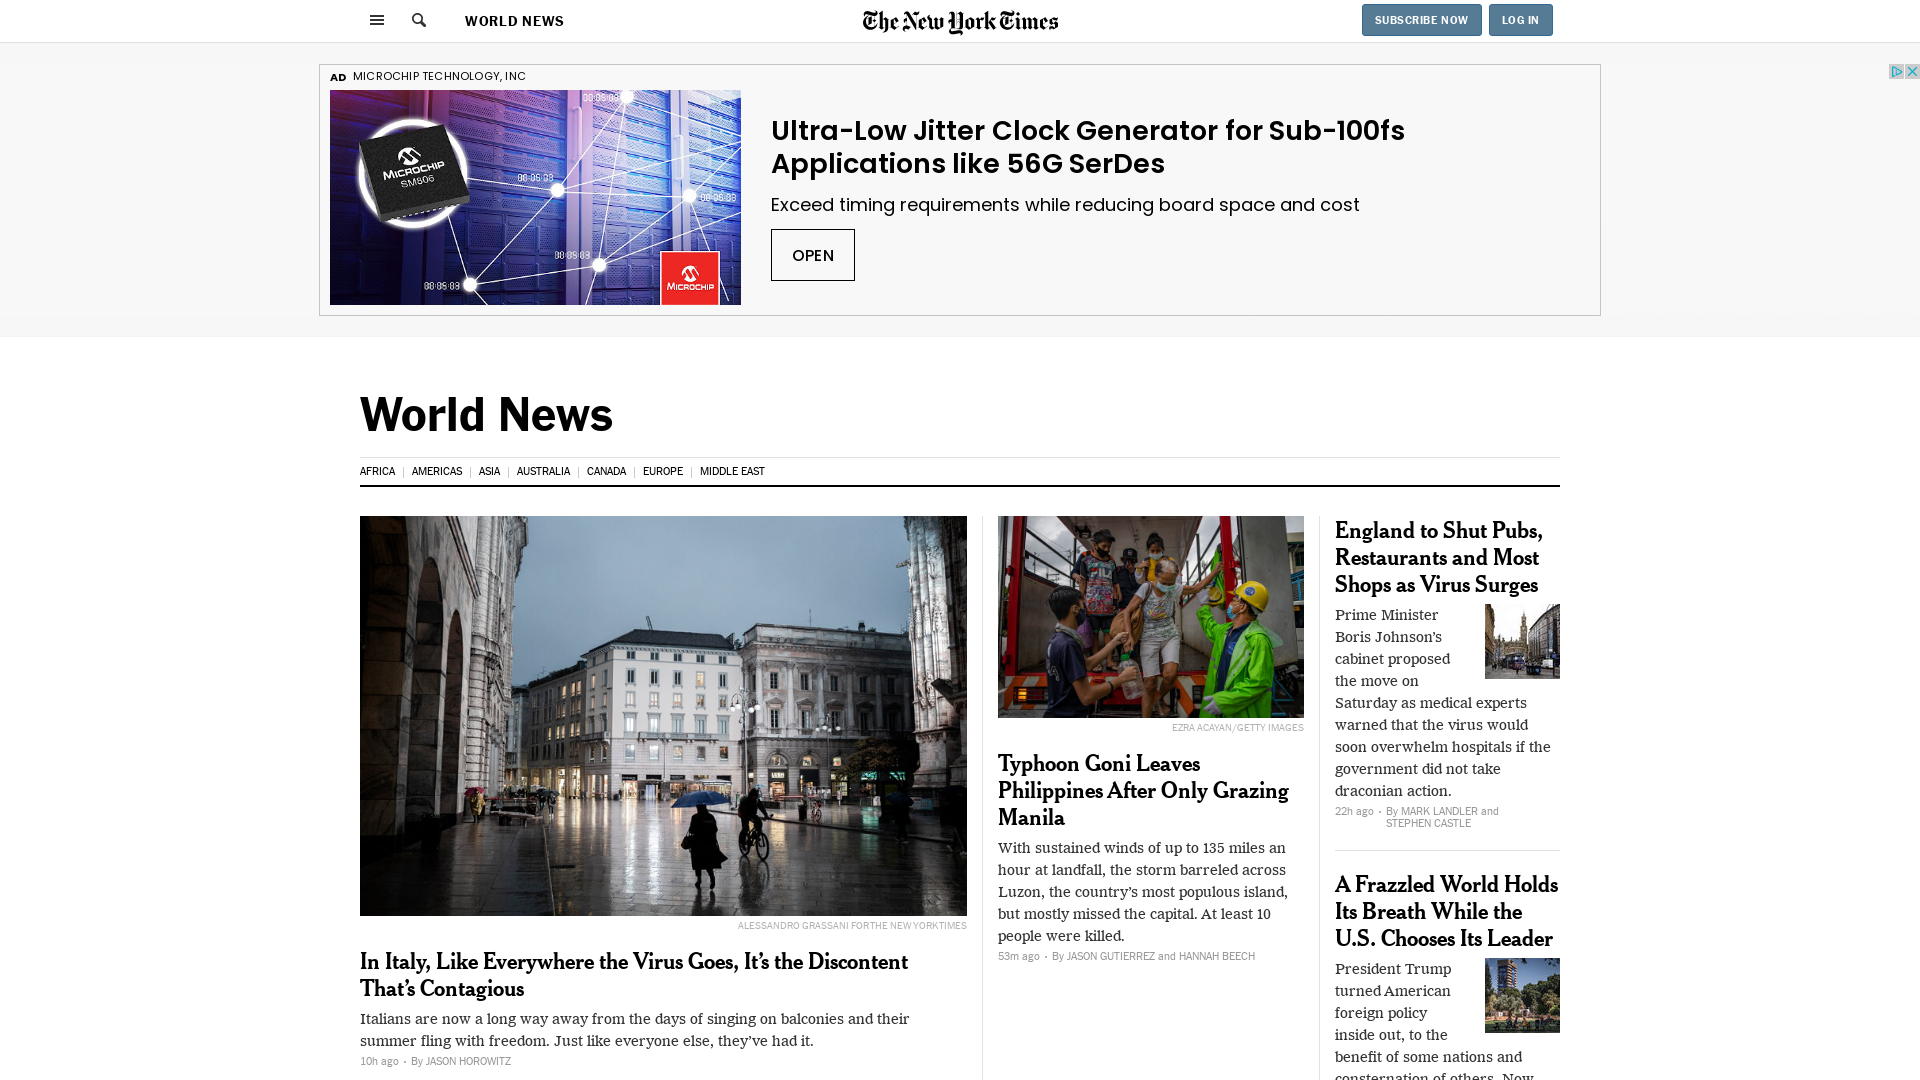 WORLD NEWS
The New York Times
SUBSCRIBE NOW
LOG IN
AD MICROCHIP TECHNOLOGY, INC
MICROCHIP
SM806
00:05:03
00:05:03
MICROCHIP
Ultra-Low Jitter Clock Generator for Sub-100fs
Applications like 56G SerDes
Exceed timing requirements while reducing board space and cost
OPEN
World News
AFRICA
AMERICAS
ASIA
AUSTRALIA
CANADA
EUROPE
MIDDLE EAST
ALESSANDRO GRASSANI FOR THE NEW YORK TIMES
In Italy, Like Everywhere the Virus Goes, It’s the Discontent
That’s Contagious
Italians are now a long way away from the days of singing on balconies and their
summer fling with freedom. Just like everyone else, they’ve had it.
10h ago • By JASON HOROWITZ
EZRA ACAYAN/GETTY IMAGES
Typhoon Goni Leaves
Philippines After Only Grazing
Manila
With sustained winds of up to 135 miles an
hour at landfall, the storm barreled across
Luzon, the country’s most populous island,
but mostly missed the capital. At least 10
people were killed.
53m ago • By JASON GUTIERREZ and HANNAH BEECH
England to Shut Pubs,
Restaurants and Most
Shops as Virus Surges
Prime Minister
Boris Johnson’s
cabinet proposed
the move on
Saturday as medical experts
warned that the virus would
soon overwhelm hospitals if the
government did not take
draconian action.
22h ago • By MARK LANDLER and
STEPHEN CASTLE
A Frazzled World Holds
Its Breath While the
U.S. Chooses Its Leader
President Trump
turned American
foreign policy
inside out, to the
benefit of some nations and
consternation of others. Now